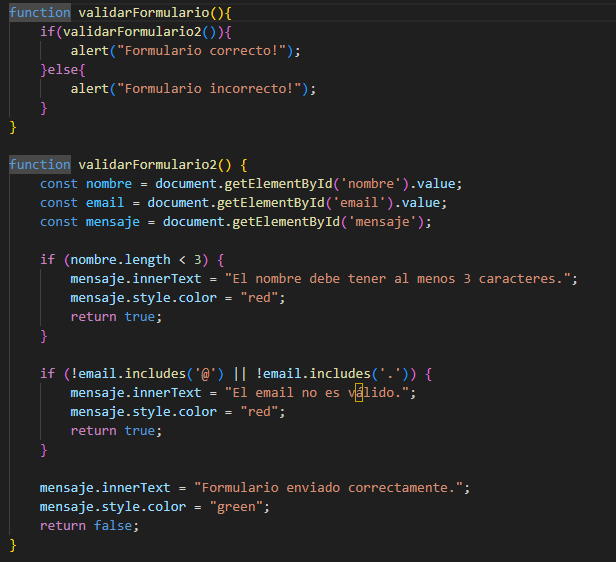 function validarFormulario(){
    if(validarFormulario2()){
        alert("Formulario correcto!");
    }else{
        alert("Formulario incorrecto!");
    }
}

function validarFormulario2() {
    const nombre = document.getElementById('nombre').value;
    const email = document.getElementById('email').value;
    const mensaje = document.getElementById('mensaje');

    if (nombre.length < 3) {
        mensaje.innerText = "El nombre debe tener al menos 3 caracteres.";
        mensaje.style.color = "red";
        return true;
    }

    if (!email.includes('@') || !email.includes('.')) {
        mensaje.innerText = "El email no es válido.";
        mensaje.style.color = "red";
        return true;
    }

    mensaje.innerText = "Formulario enviado correctamente.";
    mensaje.style.color = "green";
    return false;
}